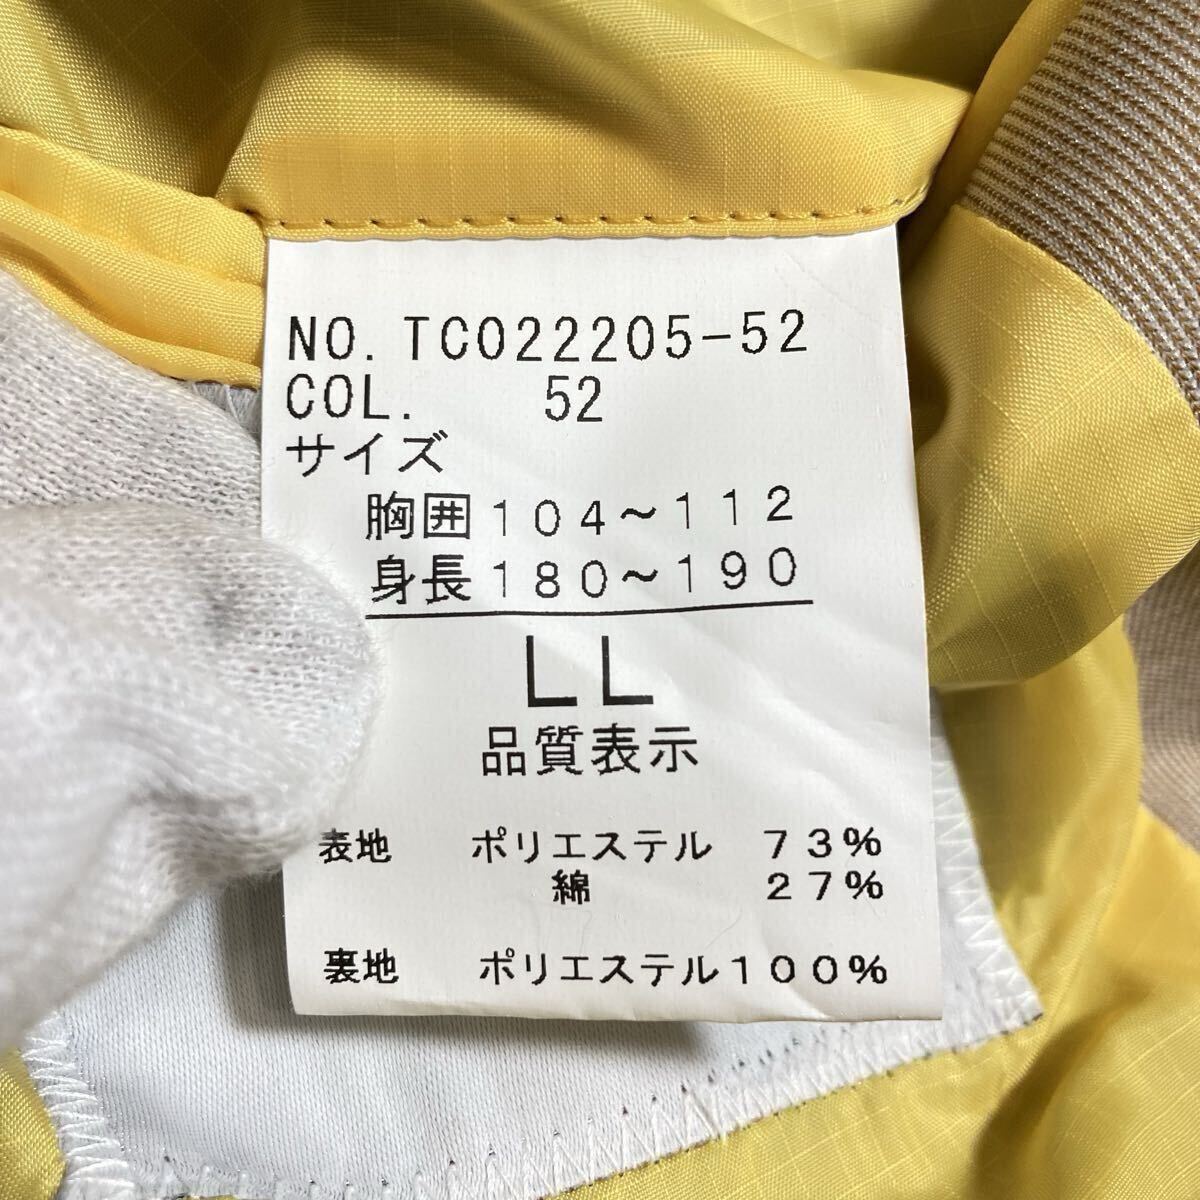 NO. TC022205-52
COL. 52
サイズ
胸囲104～112
身長180～190
LL
品質表示
表地 ポリエステル 73%
綿 27%
裏地 ポリエステル100%